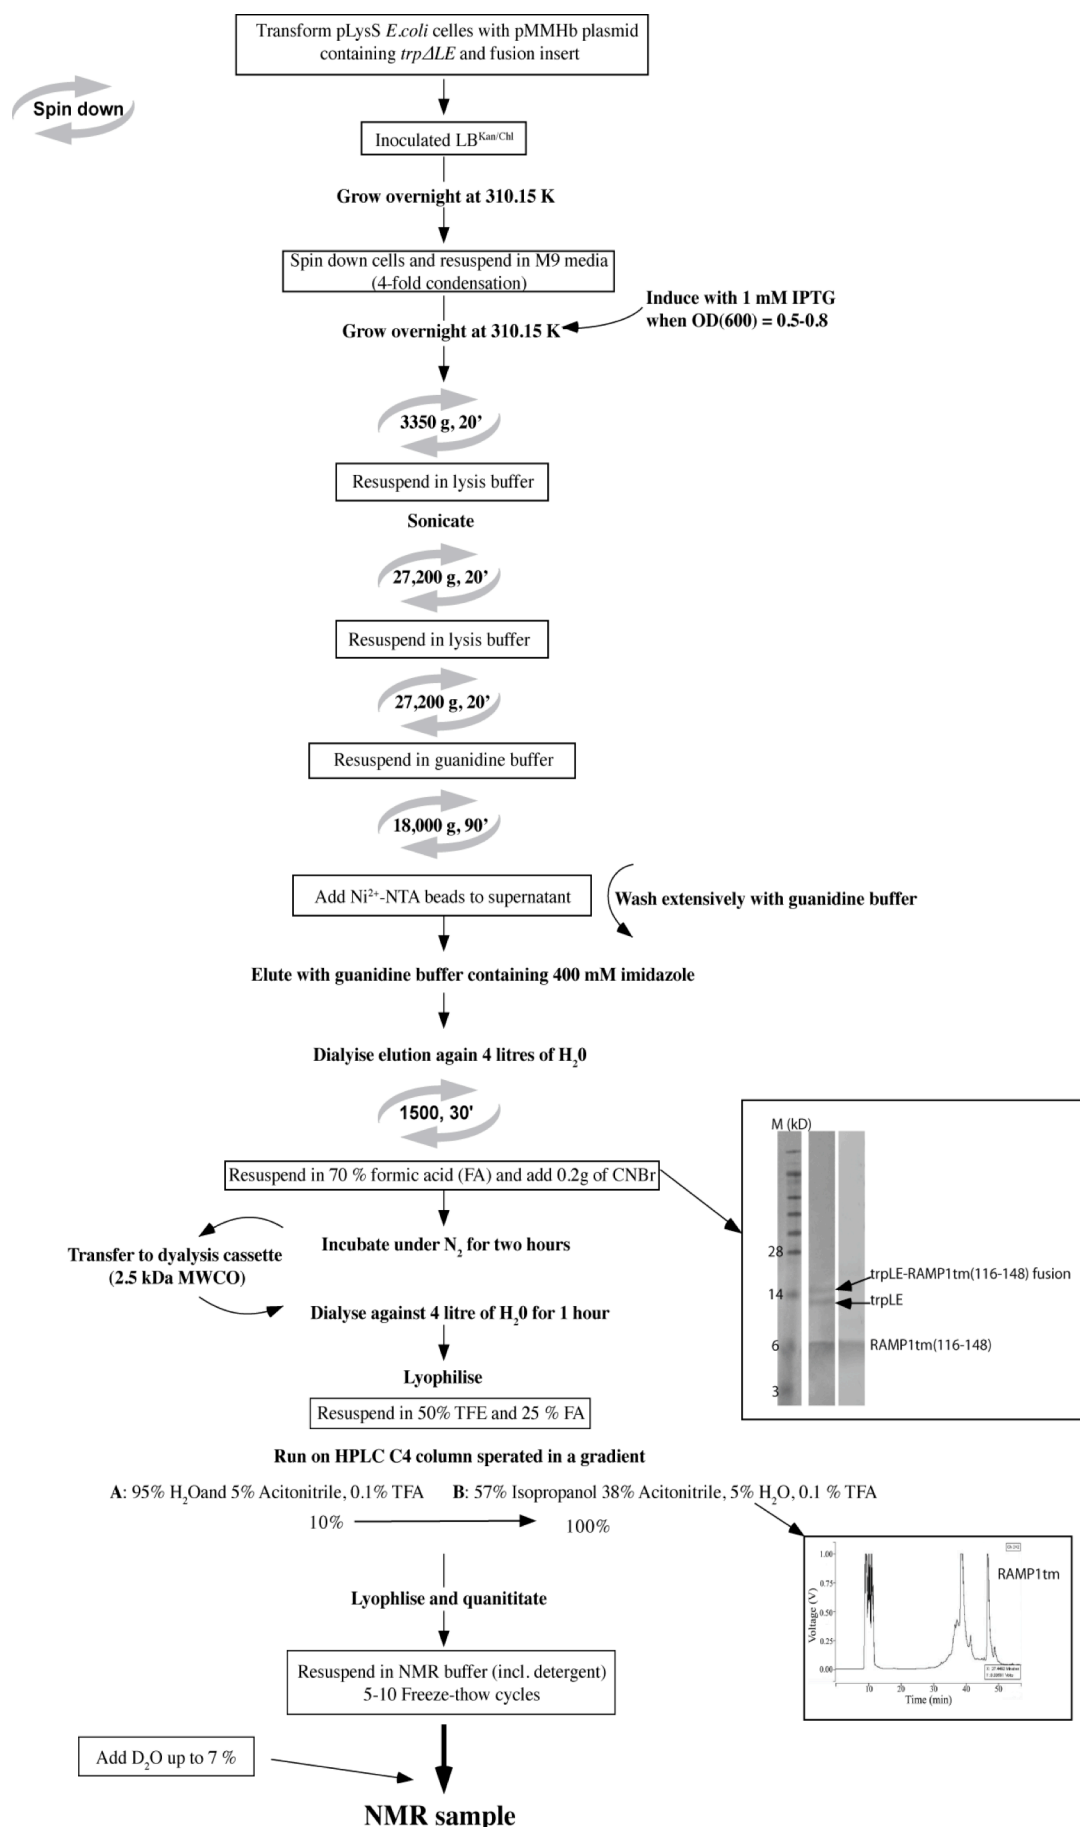 Transform pLysS E.coli celles with pMMHb plasmid
containing trpΔLE and fusion insert
Spin down
Inoculated LB^Kan/Chl
Grow overnight at 310.15 K
Spin down cells and resuspend in M9 media
(4-fold condensation)
Induce with 1 mM IPTG
when OD(600) = 0.5-0.8
Grow overnight at 310.15 K
3350 g, 20’
Resuspend in lysis buffer
Sonicate
27,200 g, 20’
Resuspend in lysis buffer
27,200 g, 20’
Resuspend in guanidine buffer
18,000 g, 90’
Add Ni²⁺-NTA beads to supernatant
Wash extensively with guanidine buffer
Elute with guanidine buffer containing 400 mM imidazole
Dialyise elution again 4 litres of H₂0
1500, 30'
Resuspend in 70 % formic acid (FA) and add 0.2g of CNBr
Incubate under N₂ for two hours
Transfer to dyalysis cassette
(2.5 kDa MWCO)
Dialyse against 4 litre of H₂0 for 1 hour
Lyophilise
Resuspend in 50% TFE and 25 % FA
M (kD)
28
14
6
3
trpLE-RAMP1tm(116-148) fusion
trpLE
RAMP1tm(116-148)
Run on HPLC C4 column sperated in a gradient
A: 95% H₂Oand 5% Acitonitrile, 0.1% TFA
B: 57% Isopropanol 38% Acitonitrile, 5% H₂O, 0.1 % TFA
10%
100%
RAMP1tm
Voltage (V)
1.00
0.75
0.50
0.25
0.00
10 20 30 40 50
Time (min)
Lyophlise and quanititate
Resuspend in NMR buffer (incl. detergent)
5-10 Freeze-thow cycles
Add D₂O up to 7 %
NMR sample